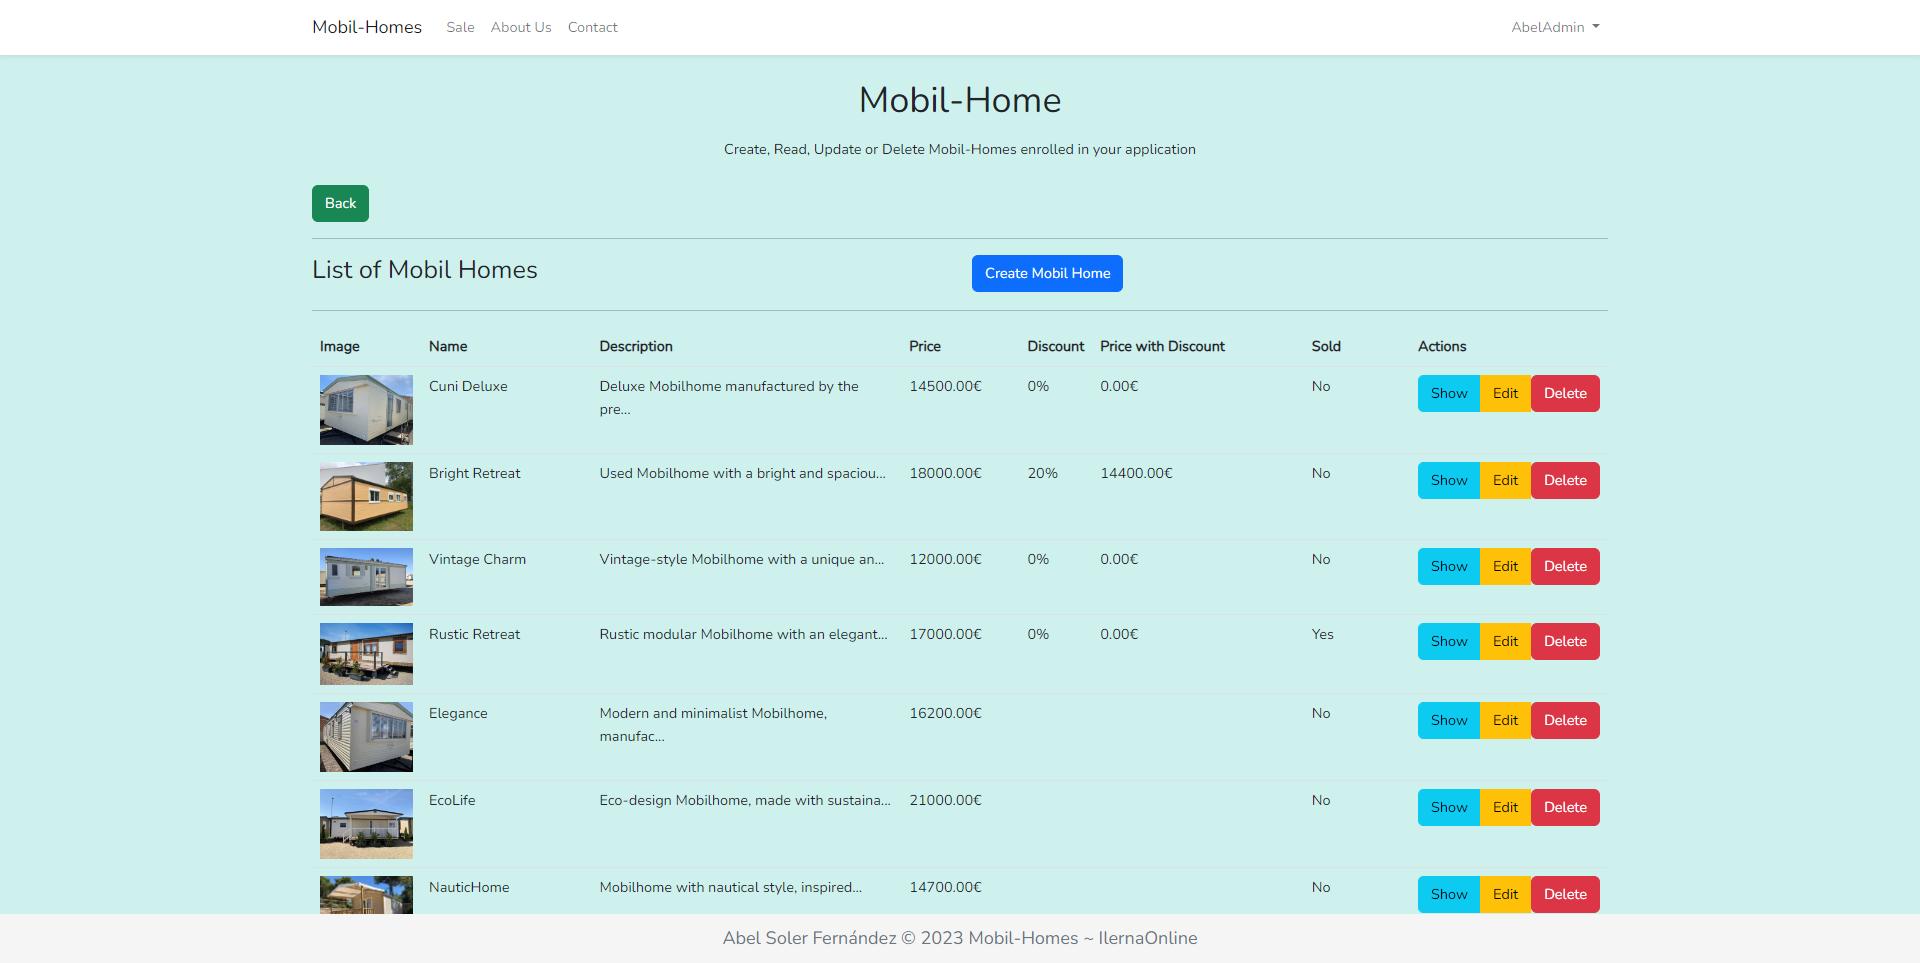 Mobil-Homes Sale About Us Contact AbelAdmin
Mobil-Home
Create, Read, Update or Delete Mobil-Homes enrolled in your application
Back
List of Mobil Homes Create Mobil Home
Image Name Description Price Discount Price with Discount Sold Actions
Cuni Deluxe Deluxe Mobilhome manufactured by the 14500.00€ 0% 0.00€ No Show Edit Delete
pre...
Bright Retreat Used Mobilhome with a bright and spaciou... 18000.00€ 20% 14400.00€ No Show Edit Delete
Vintage Charm Vintage-style Mobilhome with a unique an... 12000.00€ 0% 0.00€ No Show Edit Delete
Rustic Retreat Rustic modular Mobilhome with an elegant... 17000.00€ 0% 0.00€ Yes Show Edit Delete
Elegance Modern and minimalist Mobilhome, 16200.00€ No Show Edit Delete
manufac...
EcoLife Eco-design Mobilhome, made with sustaina... 21000.00€ No Show Edit Delete
NauticHome Mobilhome with nautical style, inspired... 14700.00€ No Show Edit Delete
Abel Soler Fernández © 2023 Mobil-Homes ~ IlernaOnline